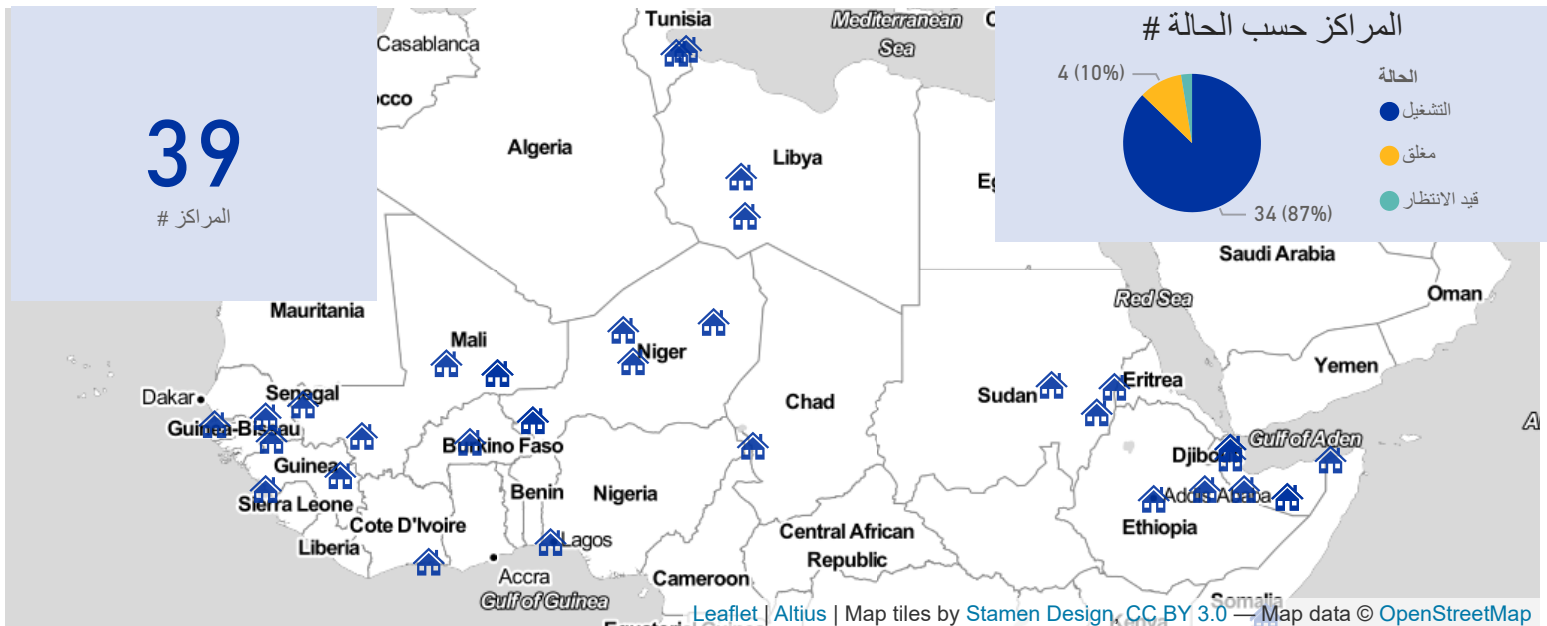 39
المراكز #
المراكز حسب الحالة #
4 (10%)
34 (87%)
الحالة
التشغيل
مغلق
قيد الانتظار
Tunisia
Mediterranean
Sea
Casablanca
occo
Algeria
Libya
Eg
Saudi Arabia
Red Sea
Oman
Mauritania
Mali
Niger
Yemen
Dakar
Senegal
Chad
Sudan
Eritrea
Guinea-Bissau
Burkino Faso
Gulf of Aden
Guinea
Benin
Nigeria
Addis Ababa
Sierra Leone
Cote D'Ivoire
Ethiopia
Liberia
Lagos
Central African
Republic
Accra
Cameroon
Gulf of Guinea
Somalia
Kenya
Leaflet | Altius | Map tiles by Stamen Design, CC BY 3.0 — Map data © OpenStreetMap